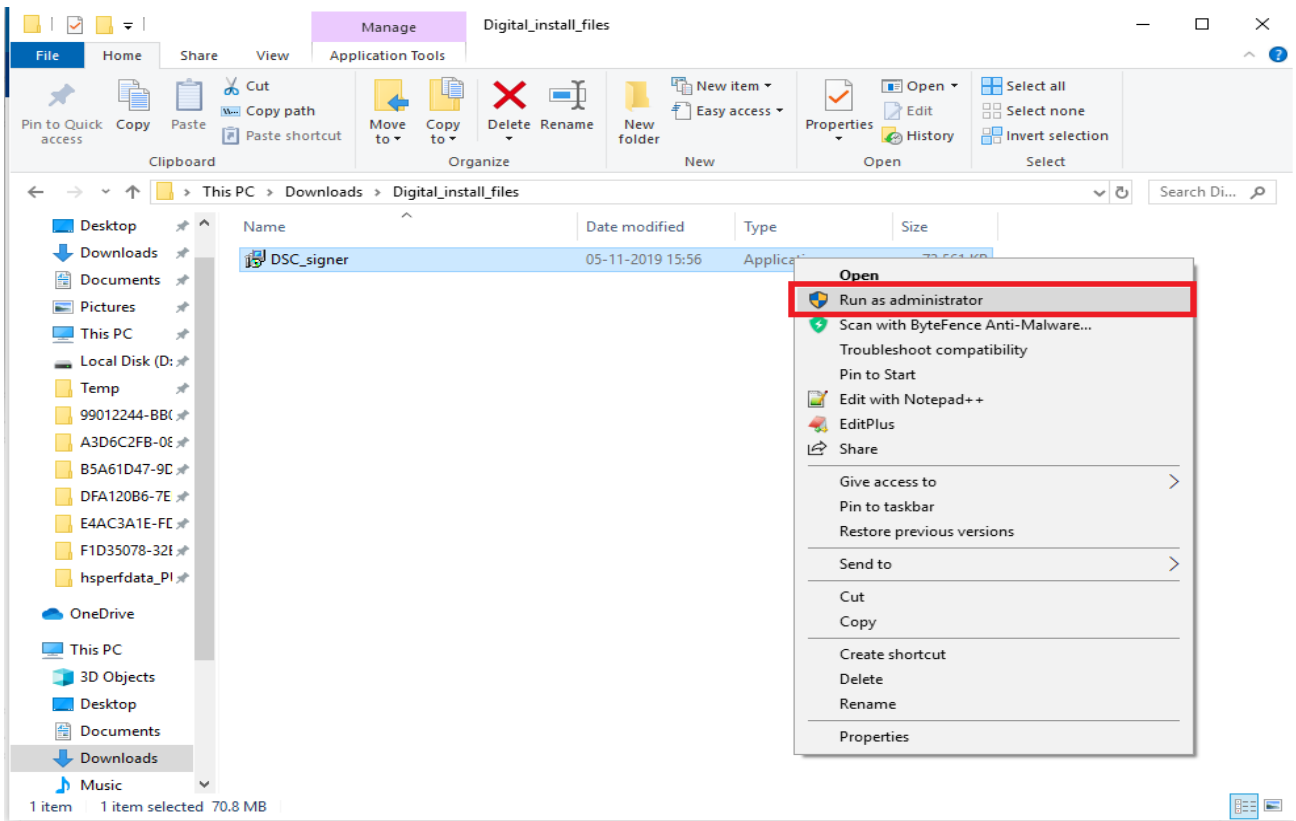 Manage
Digital_install_files
File
Home
Share
View
Application Tools
Pin to Quick access
Copy
Paste
Cut
Copy path
Paste shortcut
Clipboard
Move to
Copy to
Delete
Rename
Organize
New folder
New item
Easy access
New
Properties
Open
Edit
History
Open
Select all
Select none
Invert selection
Select
This PC > Downloads > Digital_install_files
Search Di...
Name
Date modified
Type
Size
DSC_signer
05-11-2019 15:56
Desktop
Downloads
Documents
Pictures
This PC
Local Disk (D:
Temp
99012244-BB(
A3D6C2FB-08
B5A61D47-9D
DFA120B6-7E
E4AC3A1E-FD
F1D35078-32
hsperfdata_P
OneDrive
This PC
3D Objects
Desktop
Documents
Downloads
Music
Open
Run as administrator
Scan with ByteFence Anti-Malware...
Troubleshoot compatibility
Pin to Start
Edit with Notepad++
EditPlus
Share
Give access to
Pin to taskbar
Restore previous versions
Send to
Cut
Copy
Create shortcut
Delete
Rename
Properties
1 item
1 item selected 70.8 MB